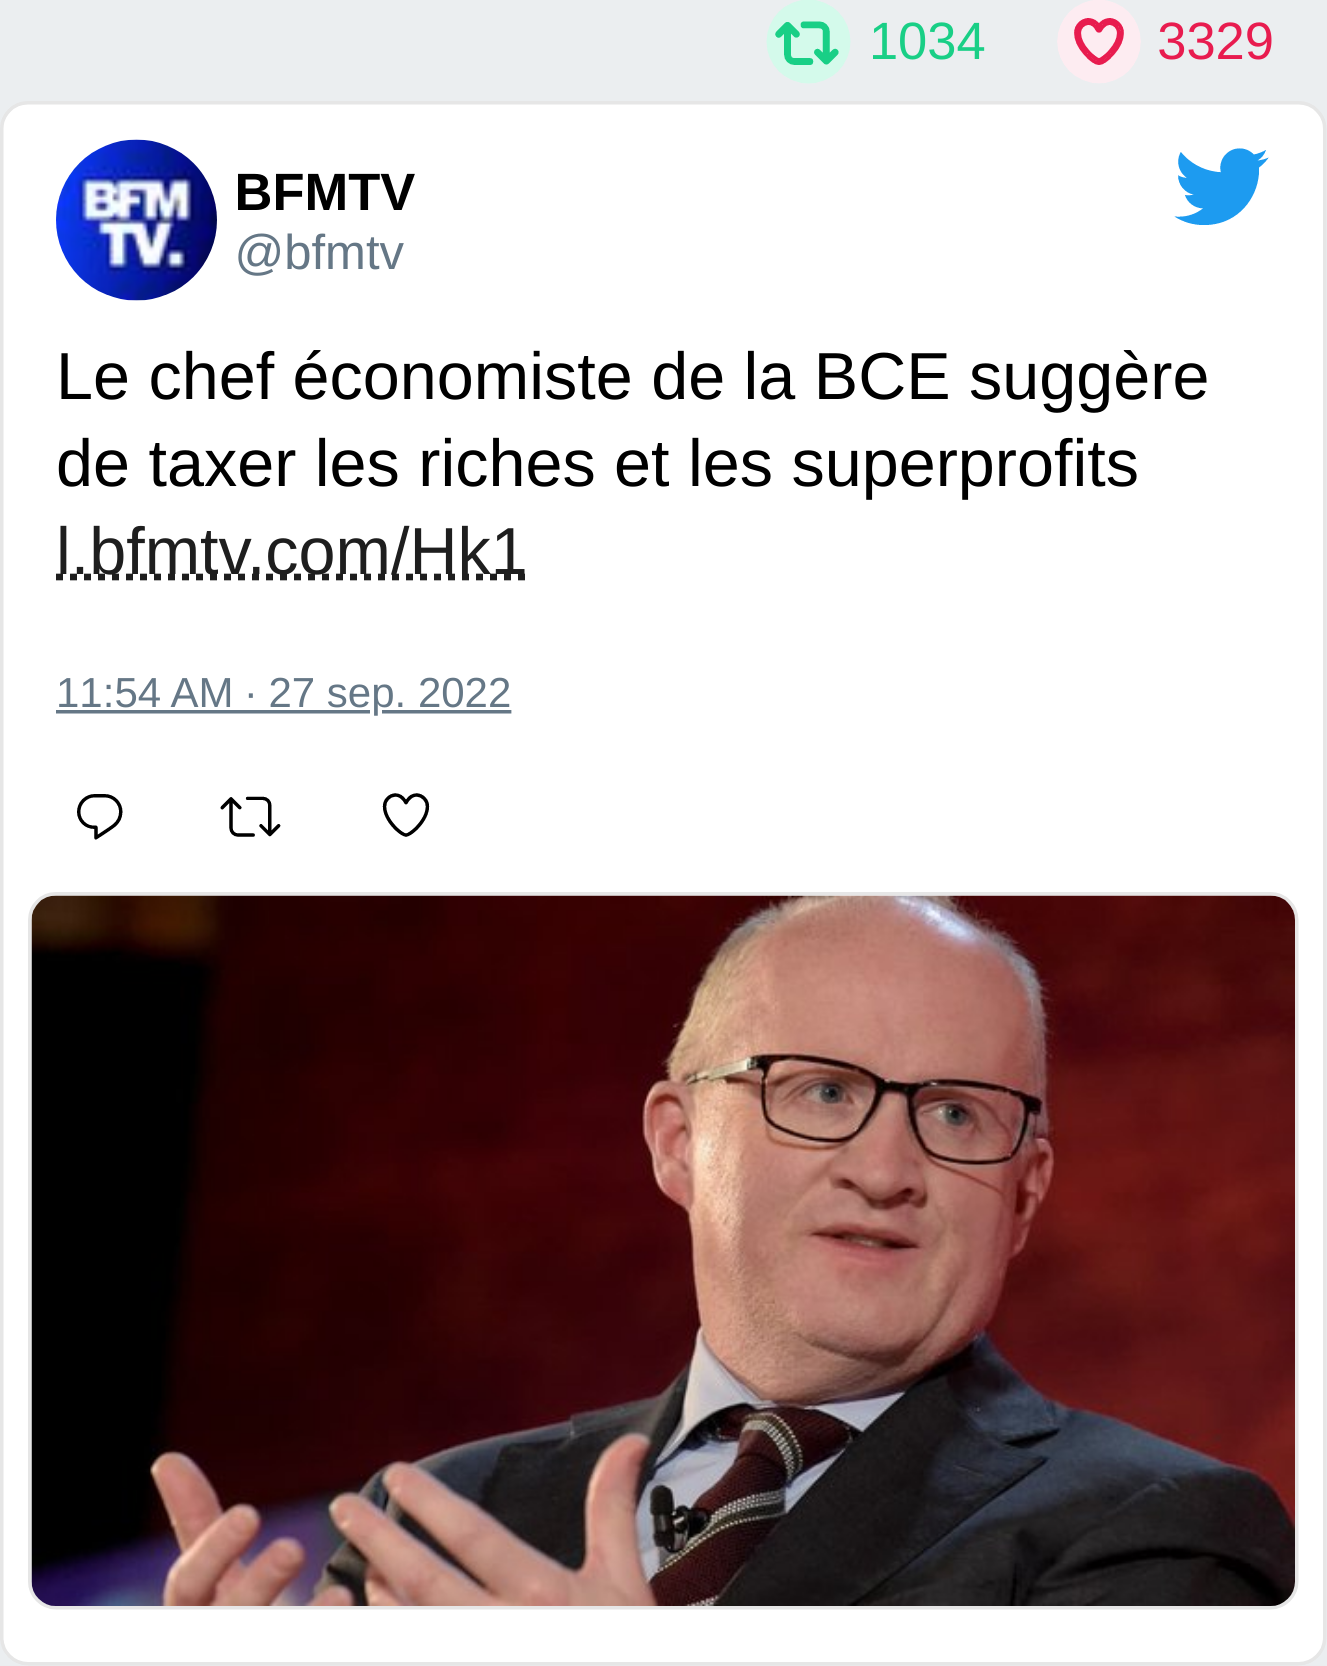 1034 3329
BFM
TV.
BFMTV
@bfmtv
Le chef économiste de la BCE suggère
de taxer les riches et les superprofits
l.bfmtv.com/Hk1
11:54 AM · 27 sep. 2022